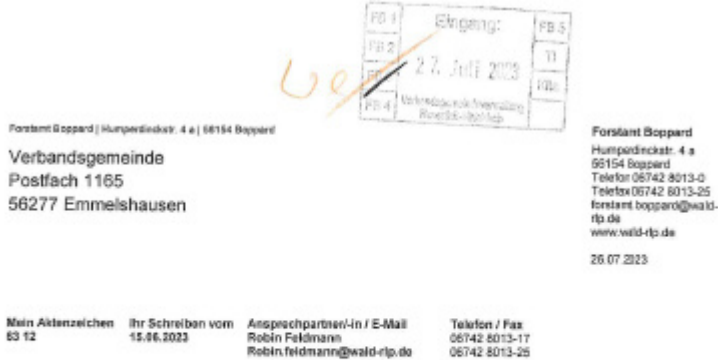 FB 1
Eingang:
FB 5
FB 2
11
27. Juli 2023
FB 4
Forstamt Boppard | Humperdinckstr. 4 a | 56154 Boppard
Verbandsgemeinde
Postfach 1165
56277 Emmelshausen
Forstamt Boppard
Humperdinckstr. 4 a
56154 Boppard
Telefon 06742 8013-0
Telefax 06742 8013-25
forstamt.boppard@wald-
rlp.de
www.wald-rlp.de
26.07.2023
Mein Aktenzeichen Ihr Schreiben vom Ansprechpartner/-in / E-Mail Telefon / Fax
63 12 15.06.2023 Robin Feldmann 06742 8013-17
Robin.feldmann@wald-rlp.de 06742 8013-25